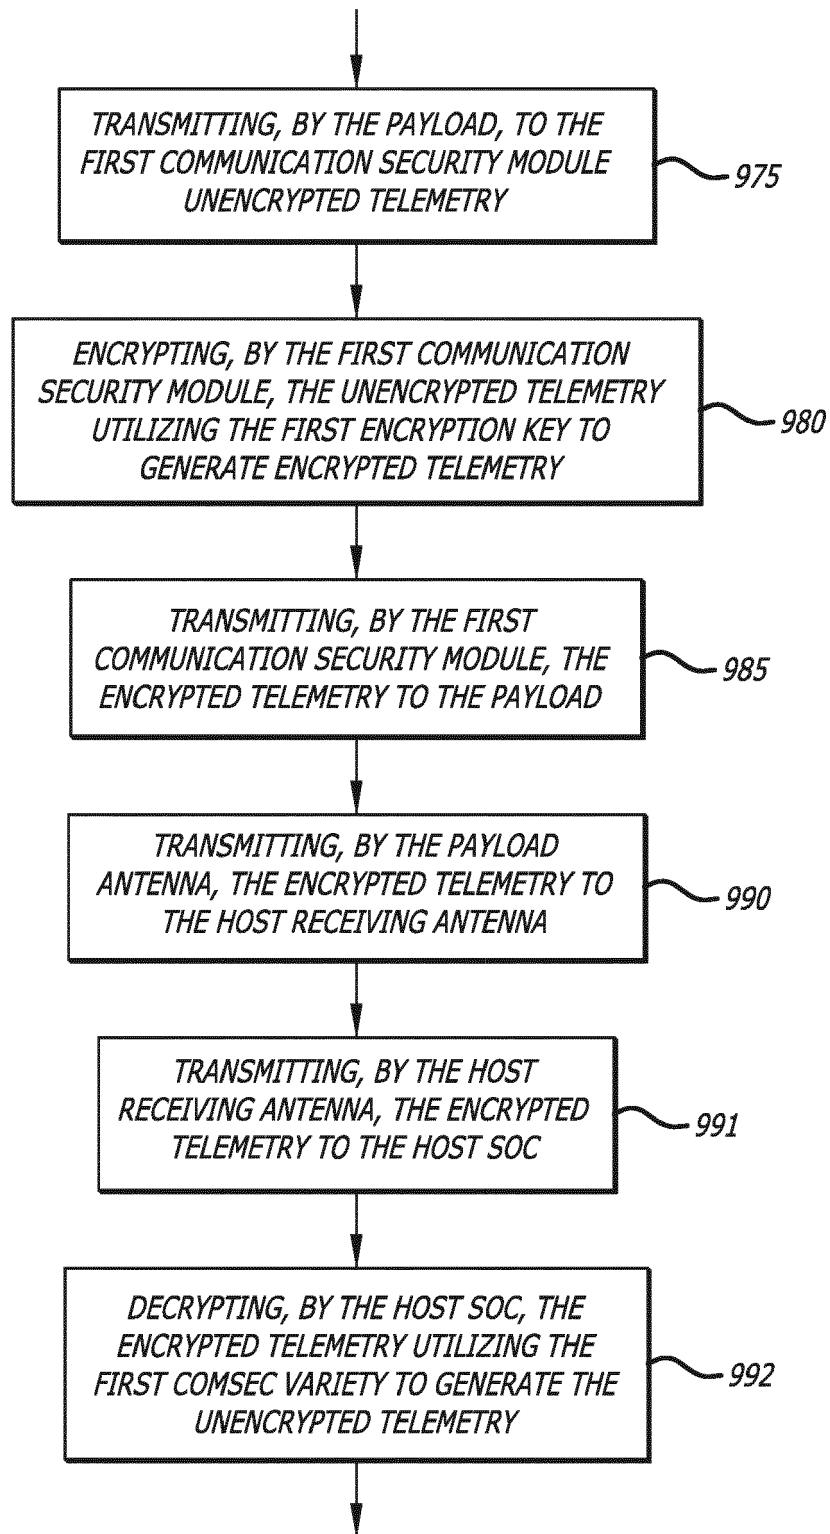 TRANSMITTING, BY THE PAYLOAD, TO THE
FIRST COMMUNICATION SECURITY MODULE
UNENCRYPTED TELEMETRY
975
ENCRYPTING, BY THE FIRST COMMUNICATION
SECURITY MODULE, THE UNENCRYPTED TELEMETRY
UTILIZING THE FIRST ENCRYPTION KEY TO
GENERATE ENCRYPTED TELEMETRY
980
TRANSMITTING, BY THE FIRST
COMMUNICATION SECURITY MODULE, THE
ENCRYPTED TELEMETRY TO THE PAYLOAD
985
TRANSMITTING, BY THE PAYLOAD
ANTENNA, THE ENCRYPTED TELEMETRY TO
THE HOST RECEIVING ANTENNA
990
TRANSMITTING, BY THE HOST
RECEIVING ANTENNA, THE ENCRYPTED
TELEMETRY TO THE HOST SOC
991
DECRYPTING, BY THE HOST SOC, THE
ENCRYPTED TELEMETRY UTILIZING THE
FIRST COMSEC VARIETY TO GENERATE THE
UNENCRYPTED TELEMETRY
992